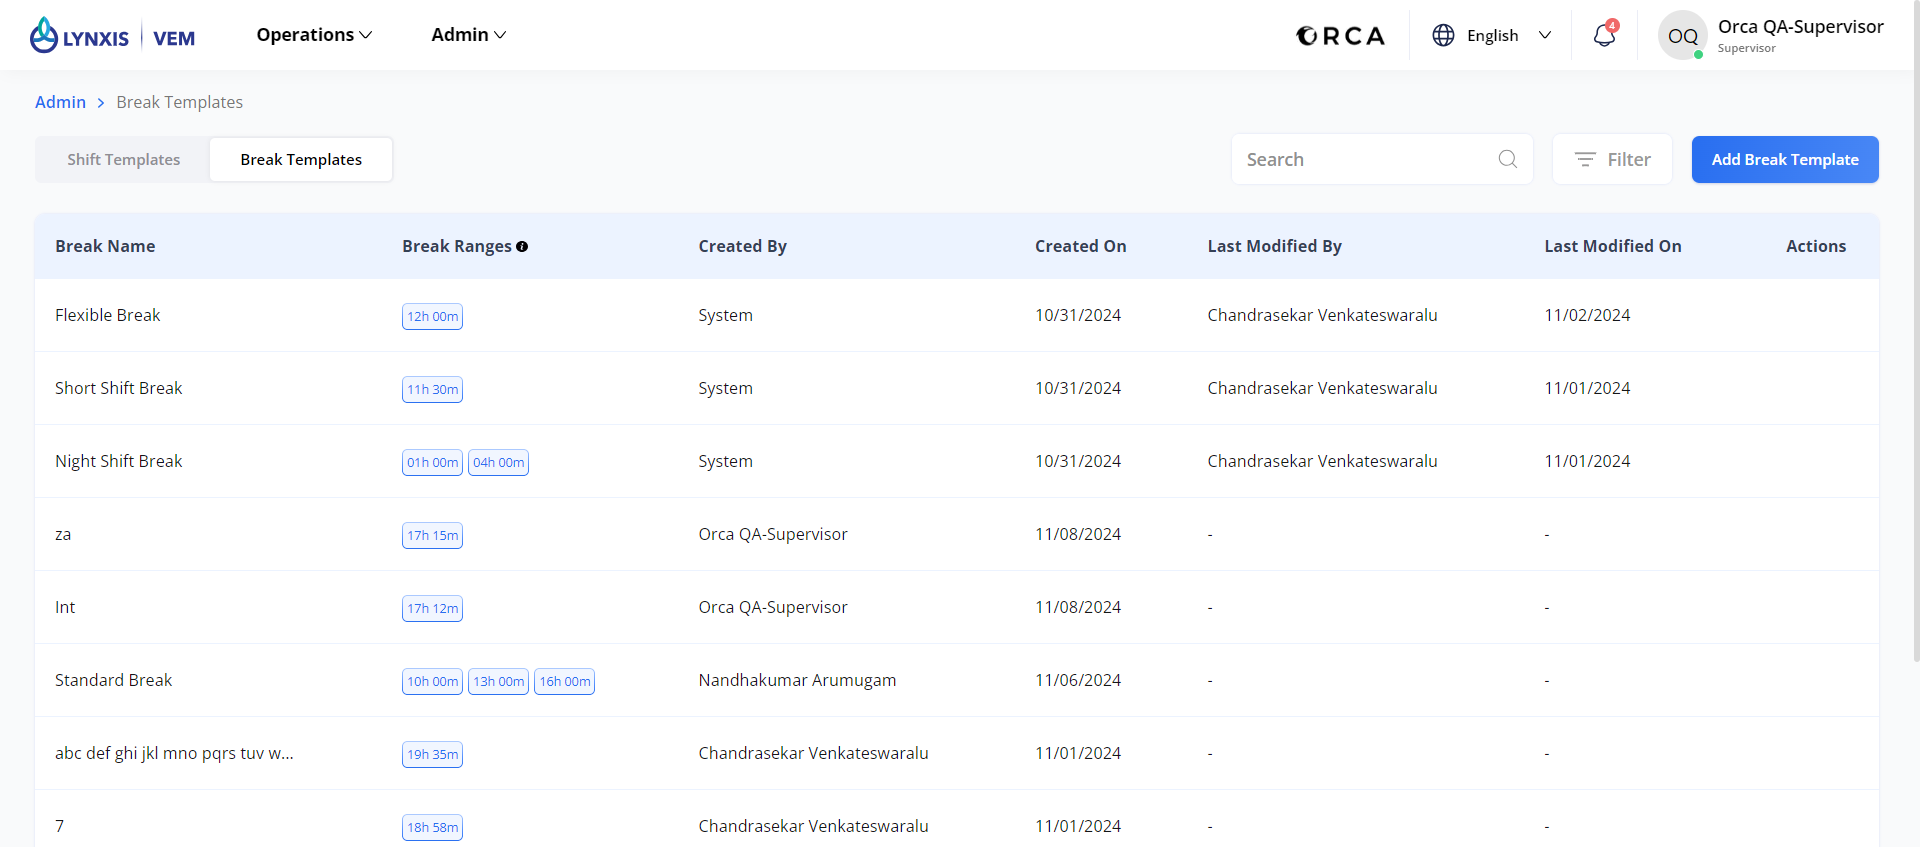 LYNXIS VEM Operations Admin ORCA English 4 OQ Orca QA-Supervisor
Supervisor
Admin > Break Templates
Shift Templates Break Templates Search Filter Add Break Template
Break Name Break Ranges i Created By Created On Last Modified By Last Modified On Actions
Flexible Break 12h 00m System 10/31/2024 Chandrasekar Venkateswaralu 11/02/2024
Short Shift Break 11h 30m System 10/31/2024 Chandrasekar Venkateswaralu 11/01/2024
Night Shift Break 01h 00m 04h 00m System 10/31/2024 Chandrasekar Venkateswaralu 11/01/2024
za 17h 15m Orca QA-Supervisor 11/08/2024 - -
Int 17h 12m Orca QA-Supervisor 11/08/2024 - -
Standard Break 10h 00m 13h 00m 16h 00m Nandhakumar Arumugam 11/06/2024 - -
abc def ghi jkl mno pqrs tuv w... 19h 35m Chandrasekar Venkateswaralu 11/01/2024 - -
7 18h 58m Chandrasekar Venkateswaralu 11/01/2024 - -